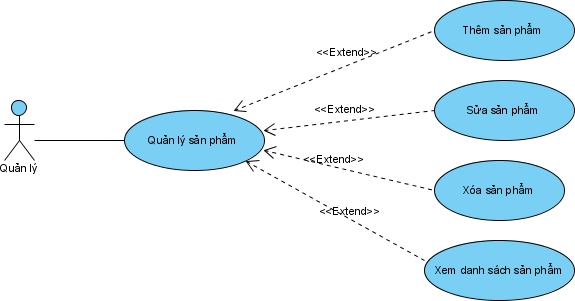 Thêm sản phẩm
<<Extend>>
<<Extend>>
Sửa sản phẩm
Quản lý sản phẩm
<<Extend>>
Quản lý
Xóa sản phẩm
<<Extend>>
Xem danh sách sản phẩm